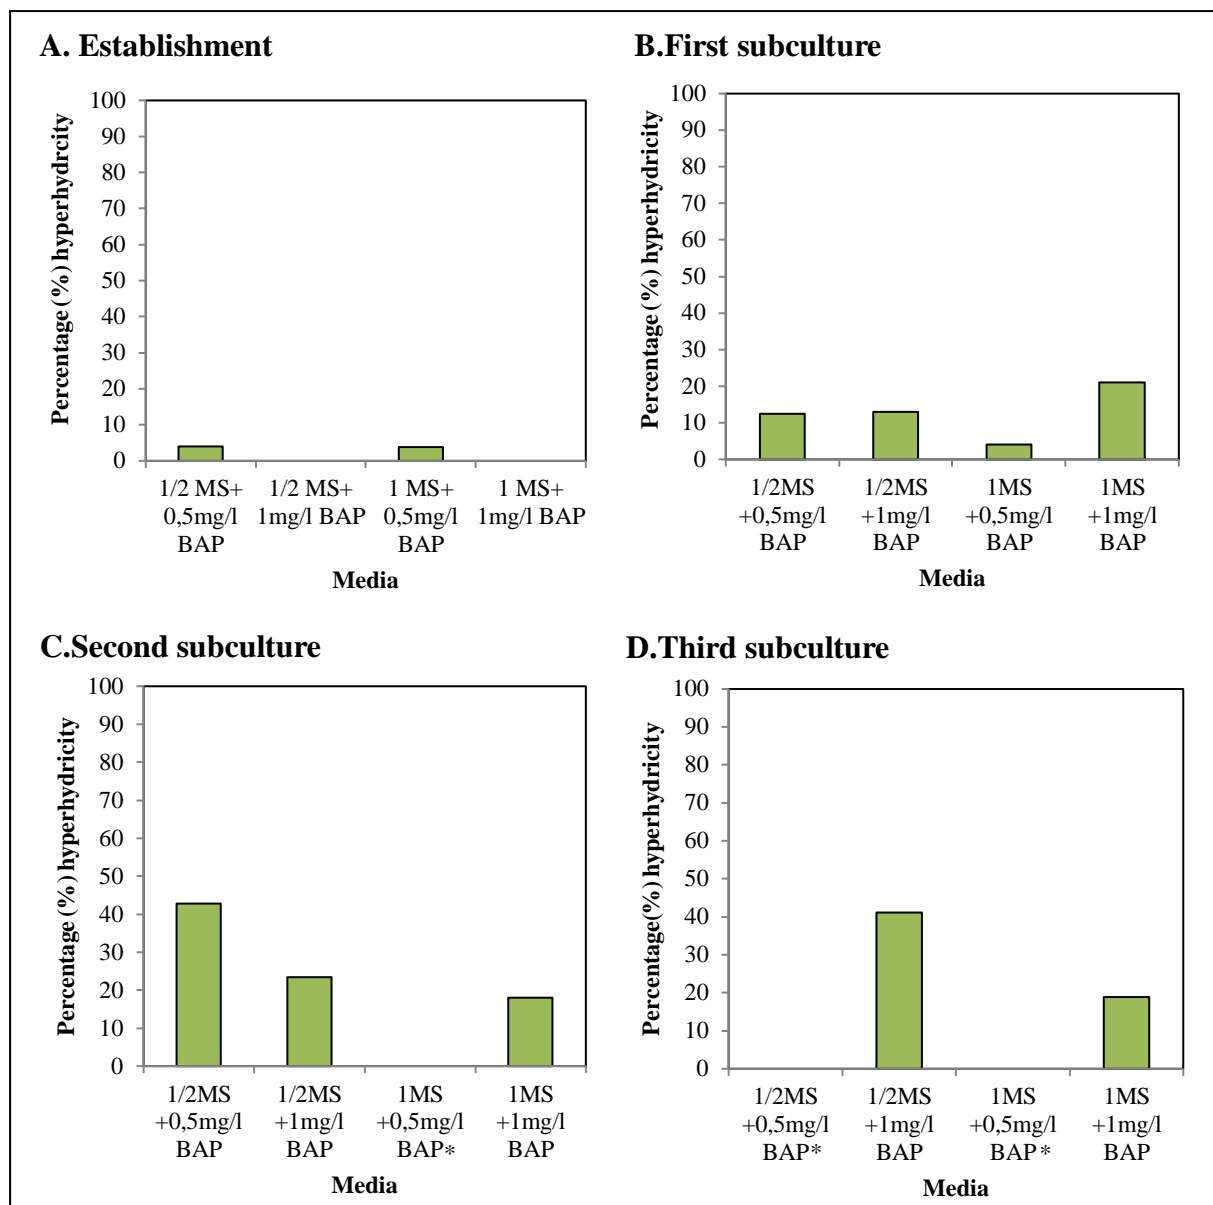 A. Establishment
Percentage (%) hyperhydrcity
100
90
80
70
60
50
40
30
20
10
0
1/2 MS+ 1/2 MS+ 1 MS+ 1 MS+
0,5mg/l 1mg/l BAP 0,5mg/l 1mg/l BAP
BAP BAP
Media
B.First subculture
Percentage (%) hyperhydricity
100
90
80
70
60
50
40
30
20
10
0
1/2MS 1/2MS 1MS 1MS
+0,5mg/l +1mg/l +0,5mg/l +1mg/l
BAP BAP BAP BAP
Media
C.Second subculture
Percentage (%) hyperhydricity
100
90
80
70
60
50
40
30
20
10
0
1/2MS 1/2MS 1MS 1MS
+0,5mg/l +1mg/l +0,5mg/l +1mg/l
BAP BAP BAP* BAP
Media
D.Third subculture
Percentage(%) hyperhydricity
100
90
80
70
60
50
40
30
20
10
0
1/2MS 1/2MS 1MS 1MS
+0,5mg/l +1mg/l +0,5mg/l +1mg/l
BAP* BAP BAP* BAP
Media